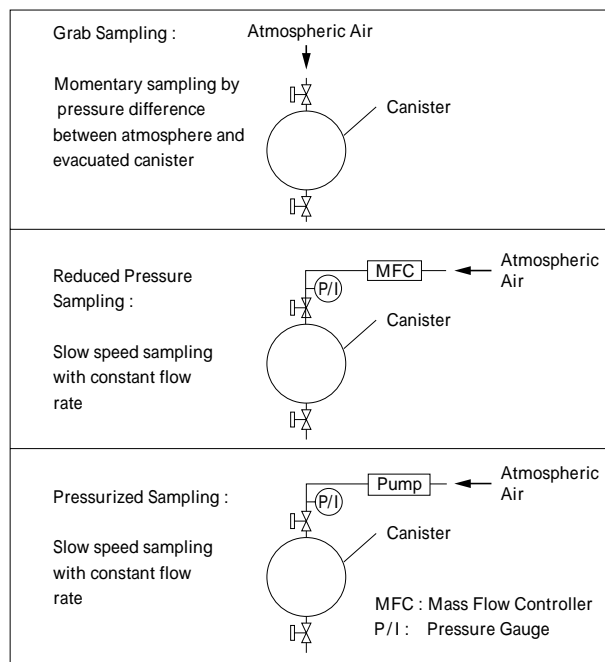 Grab Sampling :
Atmospheric Air
Momentary sampling by
pressure difference
between atmosphere and
evacuated canister
Canister
Reduced Pressure
Sampling :
Slow speed sampling
with constant flow
rate
MFC
P/I
Atmospheric
Air
Canister
Pressurized Sampling :
Slow speed sampling
with constant flow
rate
Pump
P/I
Atmospheric
Air
Canister
MFC : Mass Flow Controller
P/I : Pressure Gauge